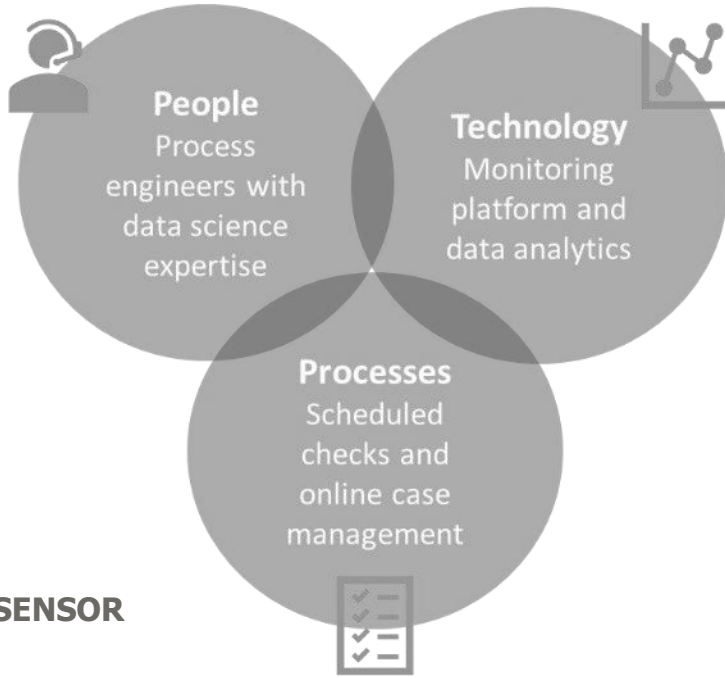 People
Process
engineers with
data science
expertise
Technology
Monitoring
platform and
data analytics
Processes
Scheduled
checks and
online case
management
SENSOR